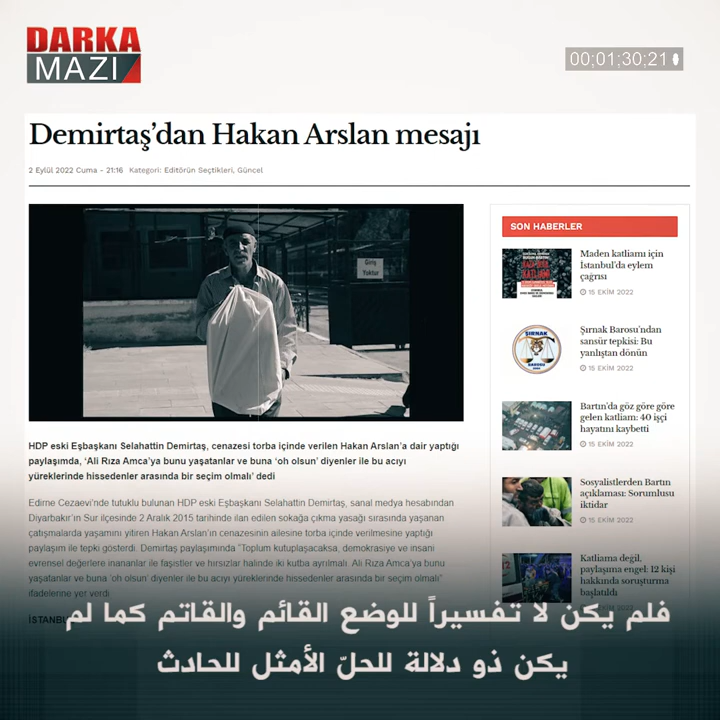 DARKA
MAZI
00;01;30;21
Demirtaş’dan Hakan Arslan mesajı
2 Eylül 2022 Cuma - 21:16 Kategori: Editörün Seçtikleri, Güncel
Giriş
Yoktur
HDP eski Eşbaşkanı Selahattin Demirtaş, cenazesi torba içinde verilen Hakan Arslan’a dair yaptığı
paylaşımda, ‘Ali Rıza Amca’ya bunu yaşatanlar ve buna ‘oh olsun’ diyenler ile bu acıyı
yüreklerinde hissedenler arasında bir seçim olmalı’ dedi
Edirne Cezaevi’nde tutuklu bulunan HDP eski Eşbaşkanı Selahattin Demirtaş, sanal medya hesabından
Diyarbakır’ın Sur ilçesinde 2 Aralık 2015 tarihinde ilan edilen sokağa çıkma yasağı sırasında yaşanan
çatışmalarda yaşamını yitiren Hakan Arslan’ın cenazesinin ailesine torba içinde verilmesine yaptığı
paylaşım ile tepki gösterdi. Demirtaş paylaşımında “Toplum kutuplaşacaksa, demokrasiye ve insani
evrensel değerlere inananlar ile faşistler ve hırsızlar halinde iki kutba ayrılmalı. Ali Rıza Amca’ya bunu
yaşatanlar ve buna ‘oh olsun’ diyenler ile bu acıyı yüreklerinde hissedenler arasında bir seçim olmalı”
ifadelerine yer verdi
SON HABERLER
Maden katliamı için
İstanbul’da eylem
çağrısı
15 EKİM 2022
ŞIRNAK
BAROSU
Şırnak Barosu’ndan
sansür tepkisi: Bu
yanlıştan dönün
15 EKİM 2022
Bartın’da göz göre göre
gelen katliam: 40 işçi
hayatını kaybetti
15 EKİM 2022
Sosyalistlerden Bartın
açıklaması: Sorumlusu
iktidar
15 EKİM 2022
Katliama değil,
paylaşıma engel: 12 kişi
hakkında soruşturma
başlatıldı
فلم يكن لا تفسيراً للوضع القائم والقاتم كما لم
يكن ذو دلالة للحلّ الأمثل للحادث